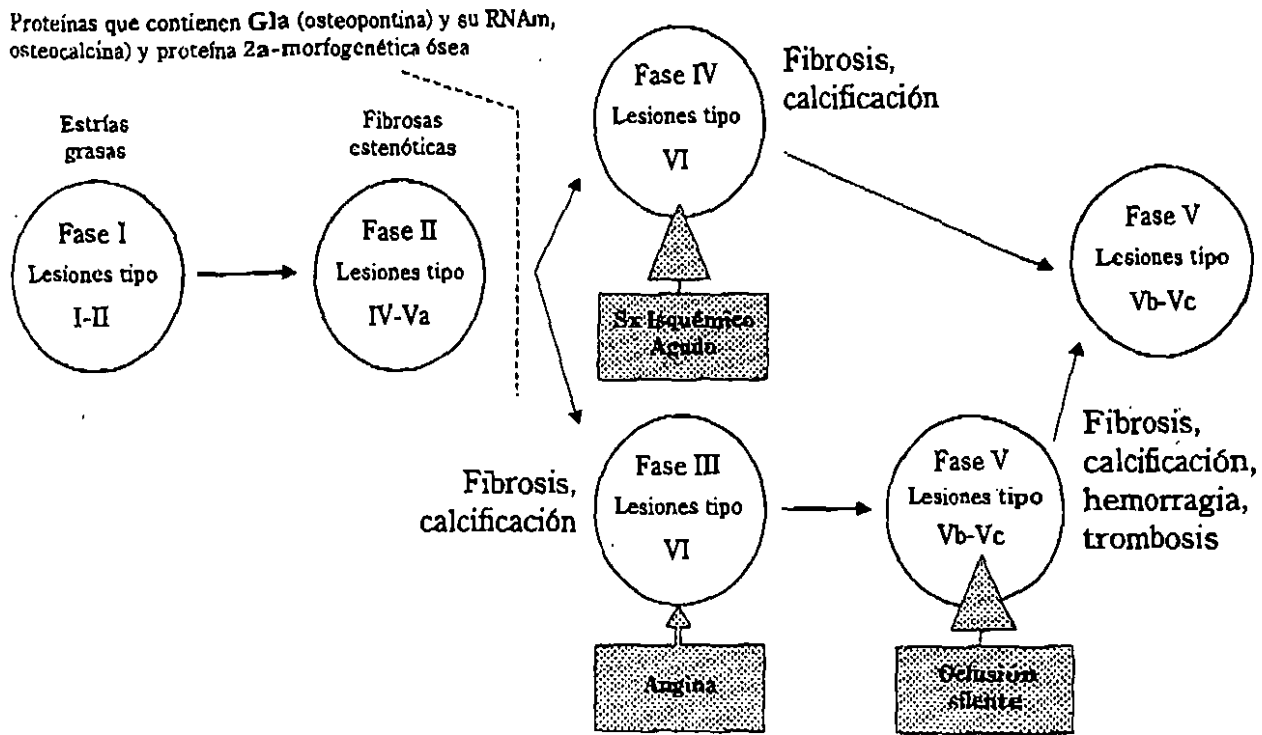 Proteínas que contienen Gla (osteopontina) y su RNAm,
osteocalcina) y proteína 2a-morfogenética ósea
Estrías
grasas
Fase I
Lesiones tipo
I-II
Fibrosas
estenóticas
Fase II
Lesiones tipo
IV-Va
Fase IV
Lesiones tipo
VI
Sx Isquémico
Agudo
Fibrosis,
calcificación
Fase V
Lesiones tipo
Vb-Vc
Fibrosis,
calcificación
Fase III
Lesiones tipo
VI
Angina
Fase V
Lesiones tipo
Vb-Vc
Oclusión
silente
Fibrosis,
calcificación,
hemorragia,
trombosis